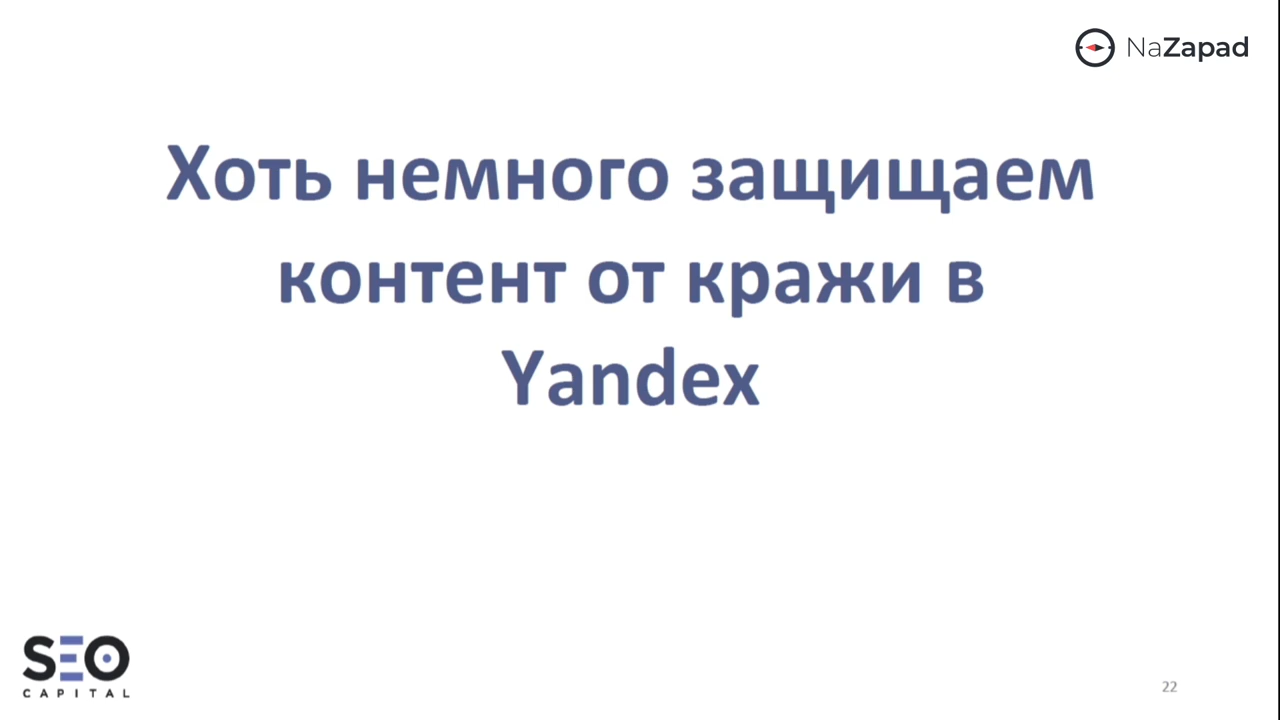 NaZapad
Хоть немного защищаем
контент от кражи в
Yandex
SEO
CAPITAL
22